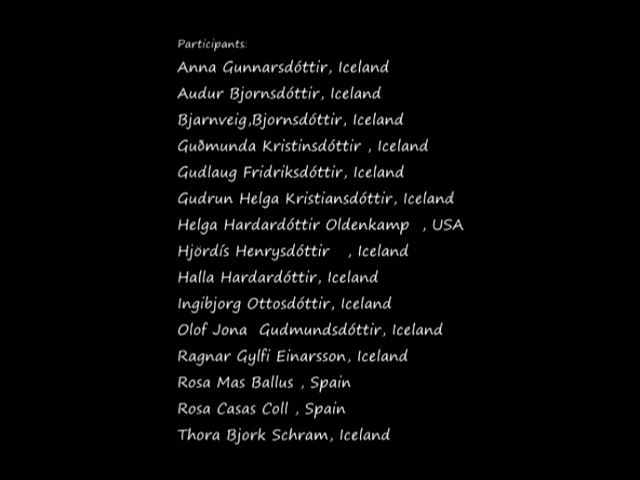 Participants:
Anna Gunnarsdóttir, Iceland
Audur Bjornsdóttir, Iceland
Bjarnveig,Bjornsdóttir, Iceland
Guðmunda Kristinsdóttir , Iceland
Gudlaug Fridriksdóttir, Iceland
Gudrun Helga Kristiansdóttir, Iceland
Helga Hardardóttir Oldenkamp , USA
Hjördís Henrysdóttir , Iceland
Halla Hardardóttir, Iceland
Ingibjorg Ottosdóttir, Iceland
Olof Jona Gudmundsdóttir, Iceland
Ragnar Gylfi Einarsson, Iceland
Rosa Mas Ballus , Spain
Rosa Casas Coll , Spain
Thora Bjork Schram, Iceland